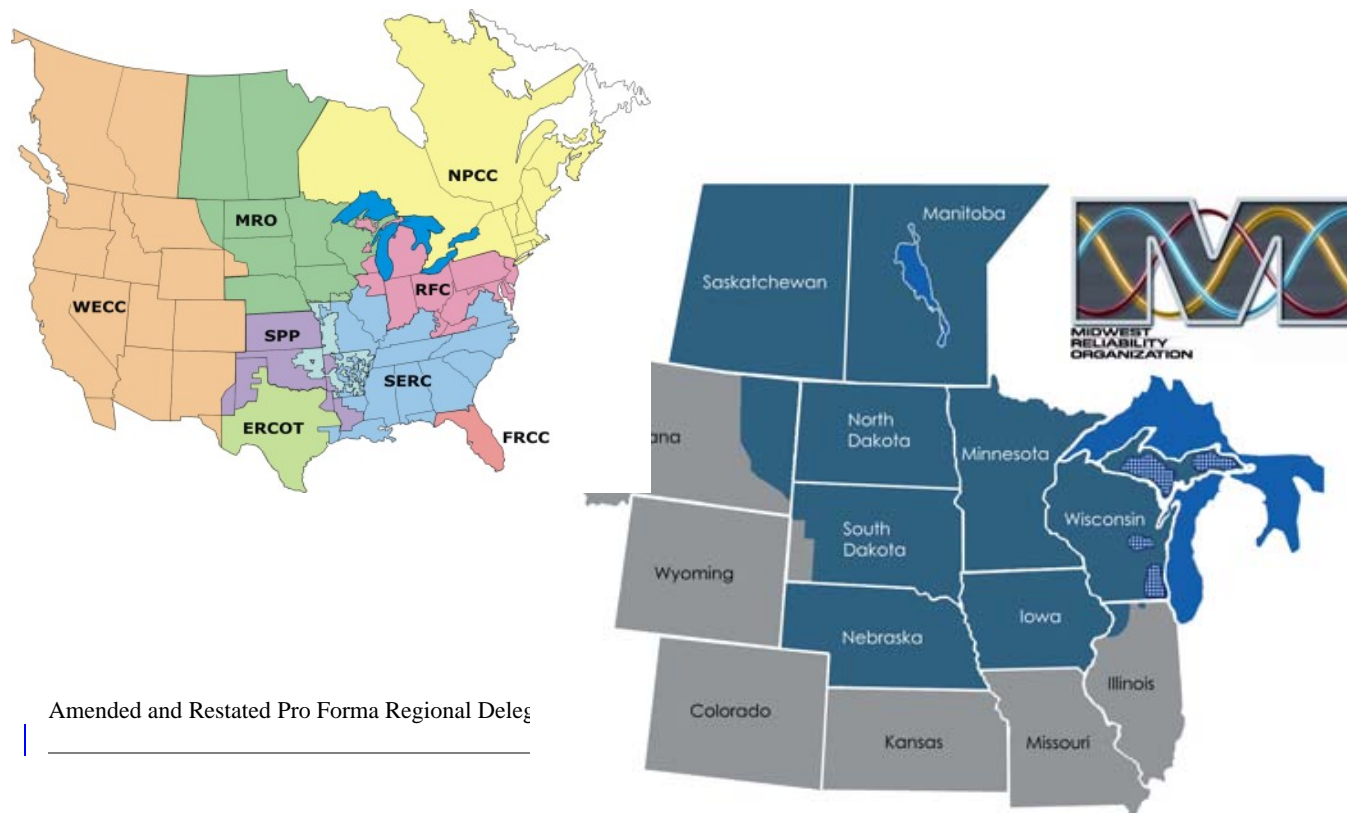 NPCC
MRO
RFC
WECC
SPP
SERC
ERCOT
FRCC
Manitoba
Saskatchewan
MIDWEST
RELIABILITY
ORGANIZATION
North
Dakota
ana
Minnesota
South
Dakota
Wisconsin
Wyoming
Iowa
Nebraska
Illinois
Colorado
Kansas
Missouri
Amended and Restated Pro Forma Regional Deleg